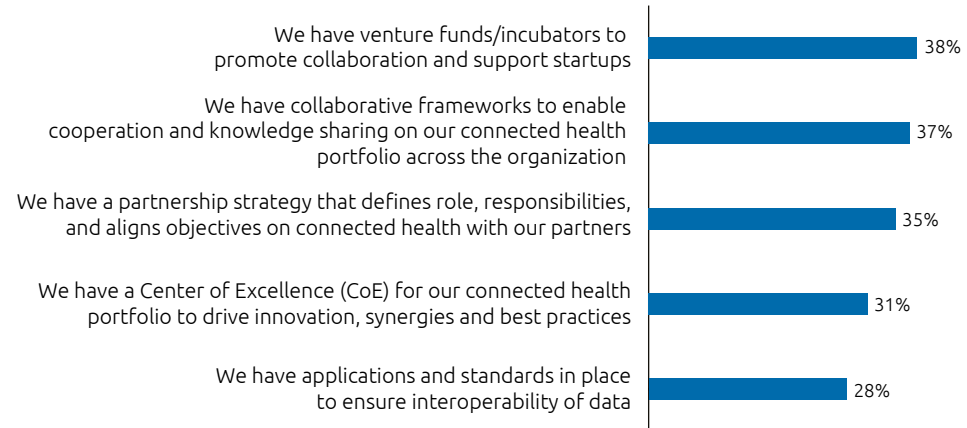 We have venture funds/incubators to
promote collaboration and support startups
38%
We have collaborative frameworks to enable
cooperation and knowledge sharing on our connected health
portfolio across the organization
37%
We have a partnership strategy that defines role, responsibilities,
and aligns objectives on connected health with our partners
35%
We have a Center of Excellence (CoE) for our connected health
portfolio to drive innovation, synergies and best practices
31%
We have applications and standards in place
to ensure interoperability of data
28%